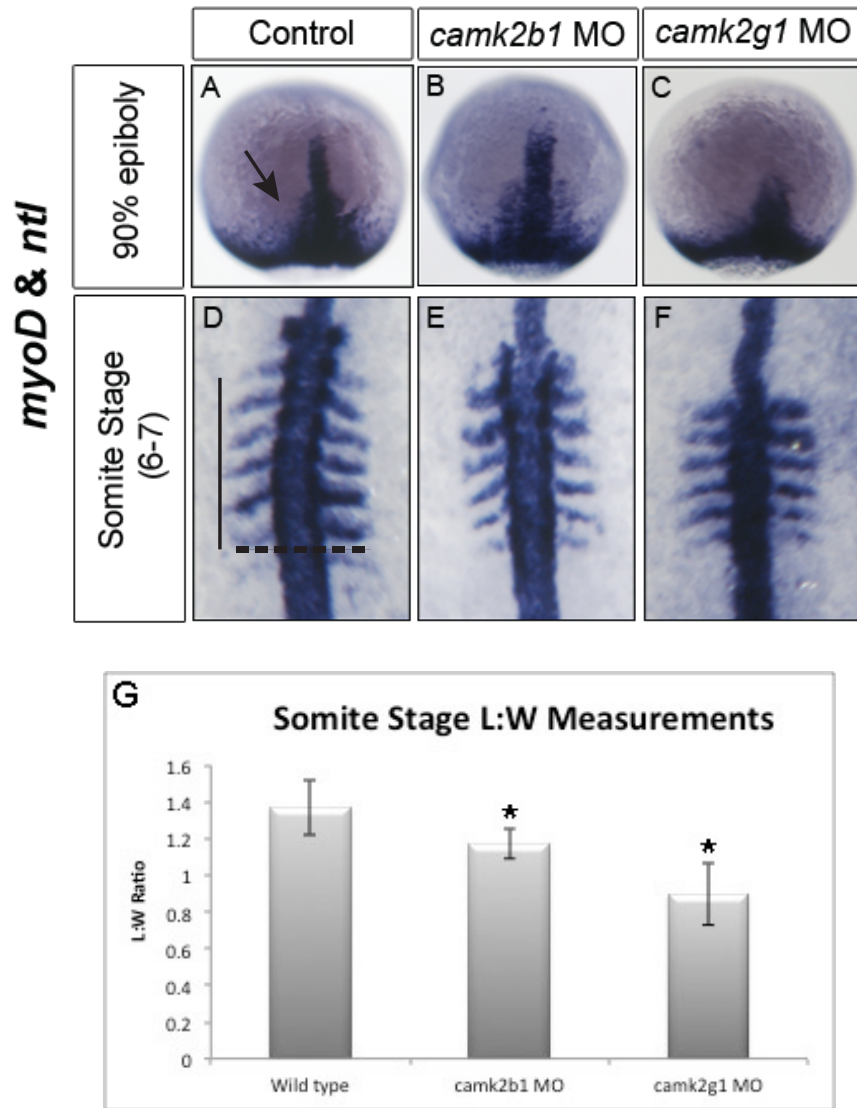 Control
camk2b1 MO
camk2g1 MO
myoD & ntl
90% epiboly
A
B
C
Somite Stage
(6-7)
D
E
F
G
Somite Stage L:W Measurements
L:W Ratio
1.6
1.4
1.2
1
0.8
0.6
0.4
0.2
0
*
*
Wild type
camk2b1 MO
camk2g1 MO